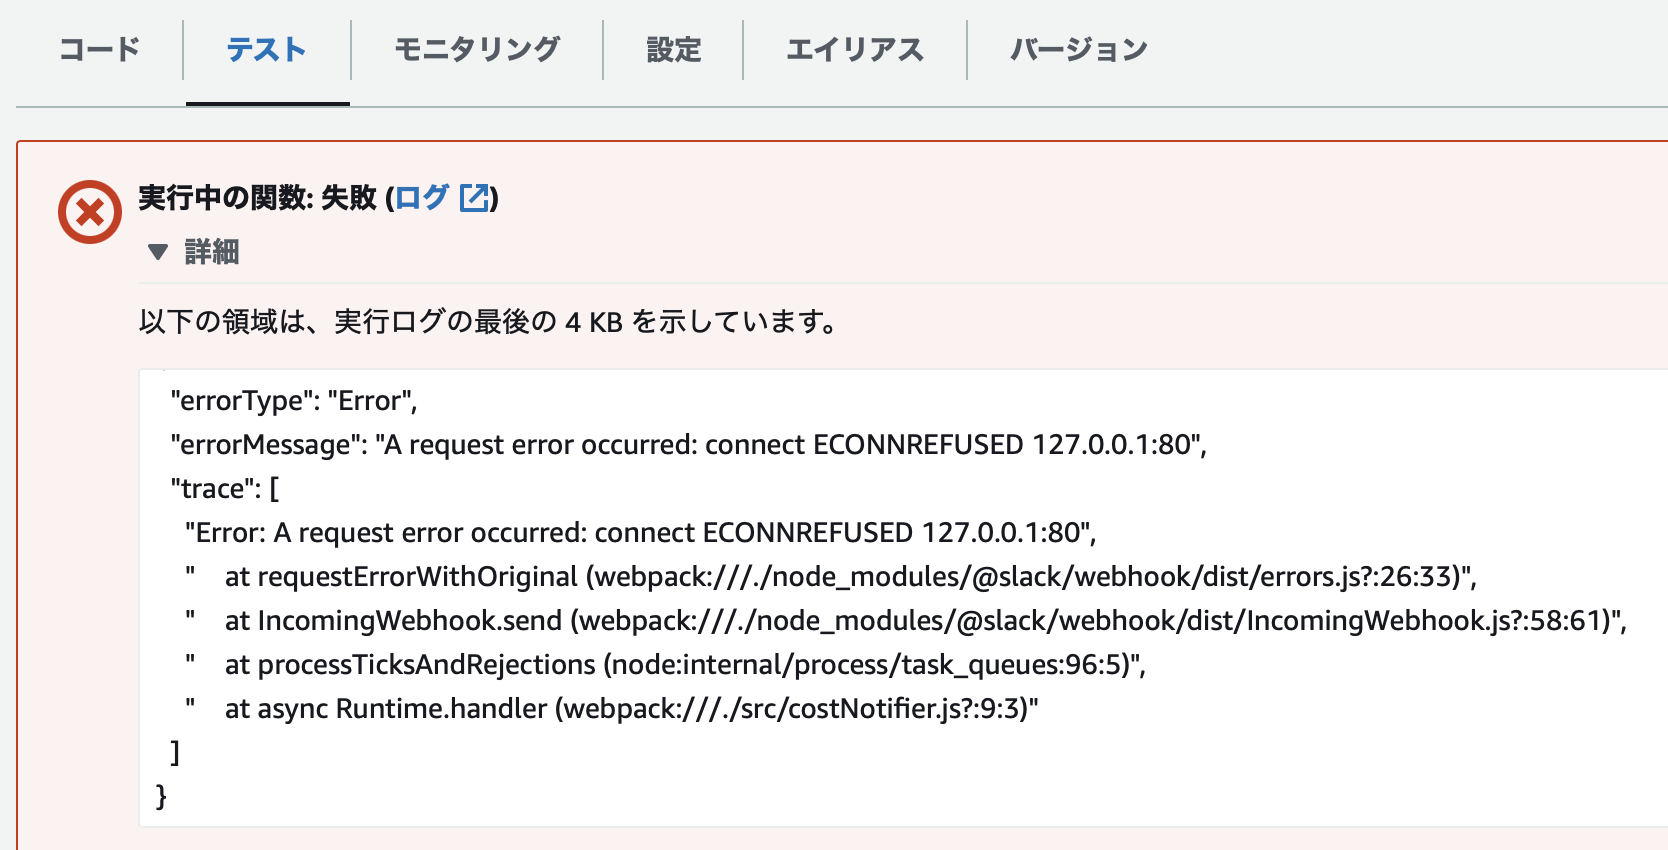 コード テスト モニタリング 設定 エイリアス バージョン
実行中の関数: 失敗 (ログ)
▼ 詳細
以下の領域は、実行ログの最後の 4 KB を示しています。
"errorType": "Error",
"errorMessage": "A request error occurred: connect ECONNREFUSED 127.0.0.1:80",
"trace": [
"Error: A request error occurred: connect ECONNREFUSED 127.0.0.1:80",
"    at requestErrorWithOriginal (webpack:///./node_modules/@slack/webhook/dist/errors.js?:26:33)",
"    at IncomingWebhook.send (webpack:///./node_modules/@slack/webhook/dist/IncomingWebhook.js?:58:61)",
"    at processTicksAndRejections (node:internal/process/task_queues:96:5)",
"    at async Runtime.handler (webpack:///./src/costNotifier.js?:9:3)"
]
}